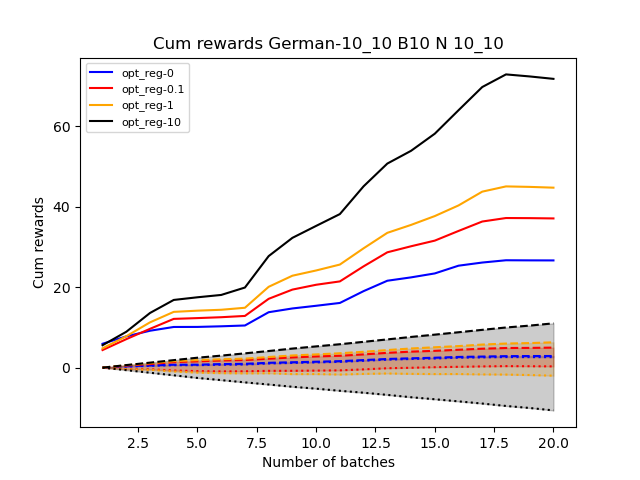 Cum rewards German-10_10 B10 N 10_10
opt_reg-0
opt_reg-0.1
opt_reg-1
opt_reg-10
Cum rewards
60
40
20
0
2.5 5.0 7.5 10.0 12.5 15.0 17.5 20.0
Number of batches